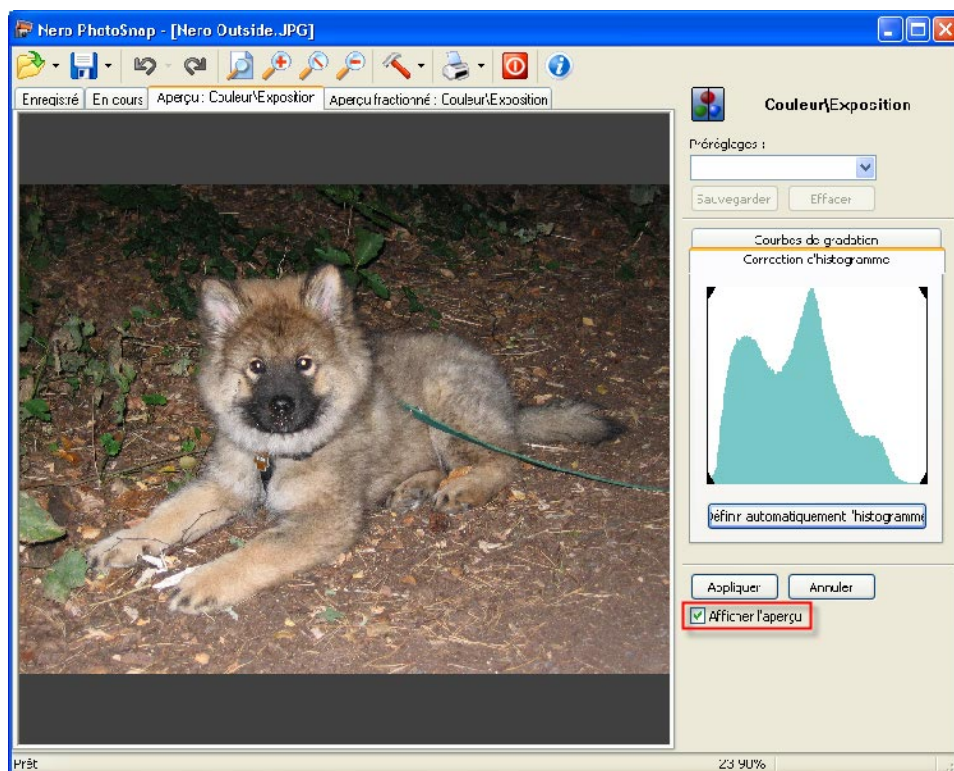 Nero PhotoSnap - [Nero Outside.JPG]
Enregistré
En cours
Aperçu : Couleur\Exposition
Aperçu fractionné : Couleur\Exposition
Couleur\Exposition
Préréglages :
Sauvegarder
Effacer
Courbes de gradation
Correction d'histogramme
Définir automatiquement l'histogramme
Appliquer
Annuler
Afficher l'aperçu
Prêt
23.90%